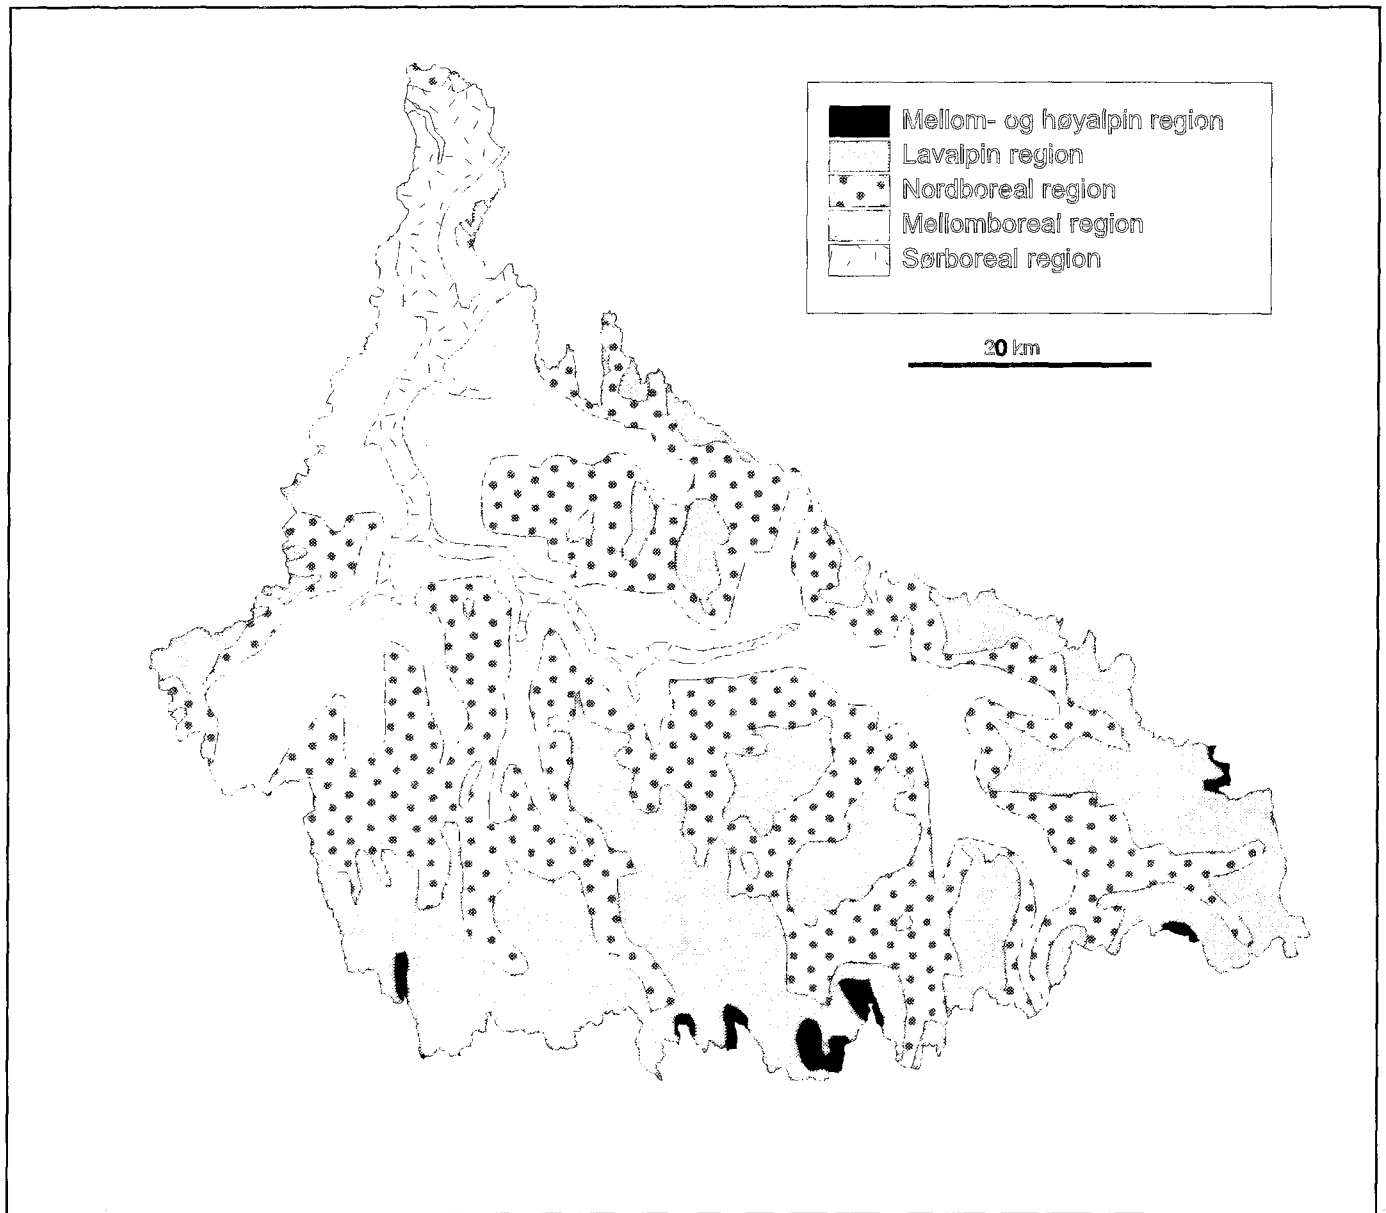 Mellom- og høyalpin region
Lavalpin region
Nordboreal region
Mellomboreal region
Sørboreal region
20 km